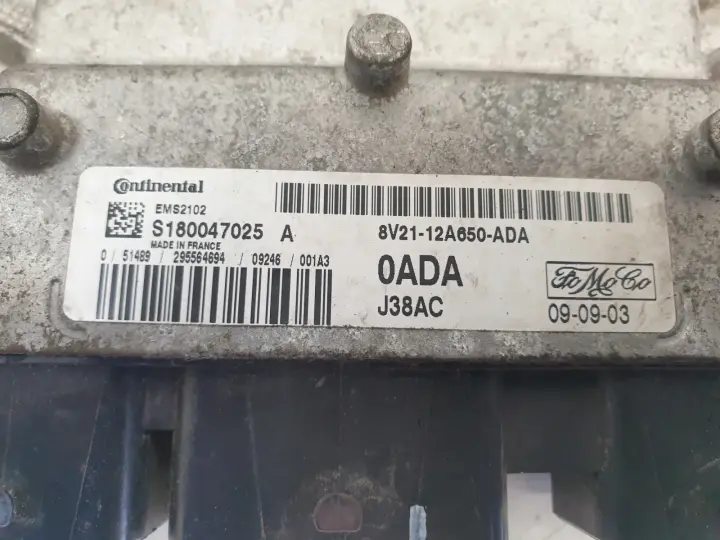 Continental
EMS2102
S180047025 A
MADE IN FRANCE
0 / 51489 / 295564694 / 09246 / 001A3
8V21-12A650-ADA
0ADA
J38AC
FoMoCo
09-09-03